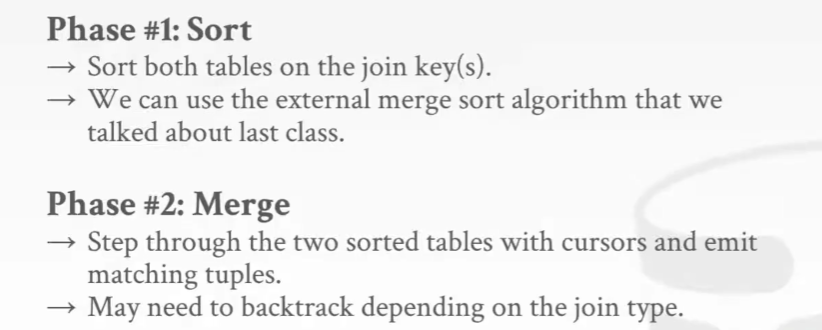 Phase #1: Sort
→ Sort both tables on the join key(s).
→ We can use the external merge sort algorithm that we
talked about last class.
Phase #2: Merge
→ Step through the two sorted tables with cursors and emit
matching tuples.
→ May need to backtrack depending on the join type.